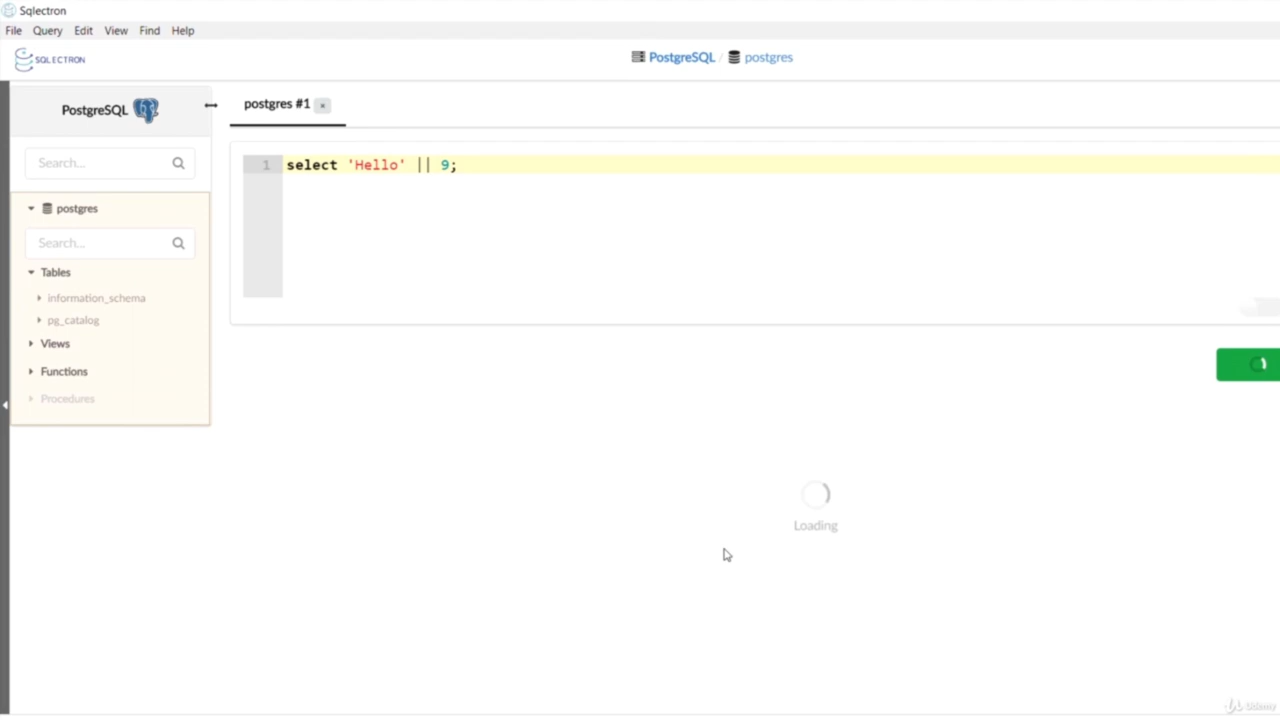 Sqlectron
File Query Edit View Find Help
SQLECTRON
PostgreSQL / postgres
PostgreSQL
postgres #1 ×
Search...
1 select 'Hello' || 9;
postgres
Search...
Tables
information_schema
pg_catalog
Views
Functions
Procedures
Loading
Udemy